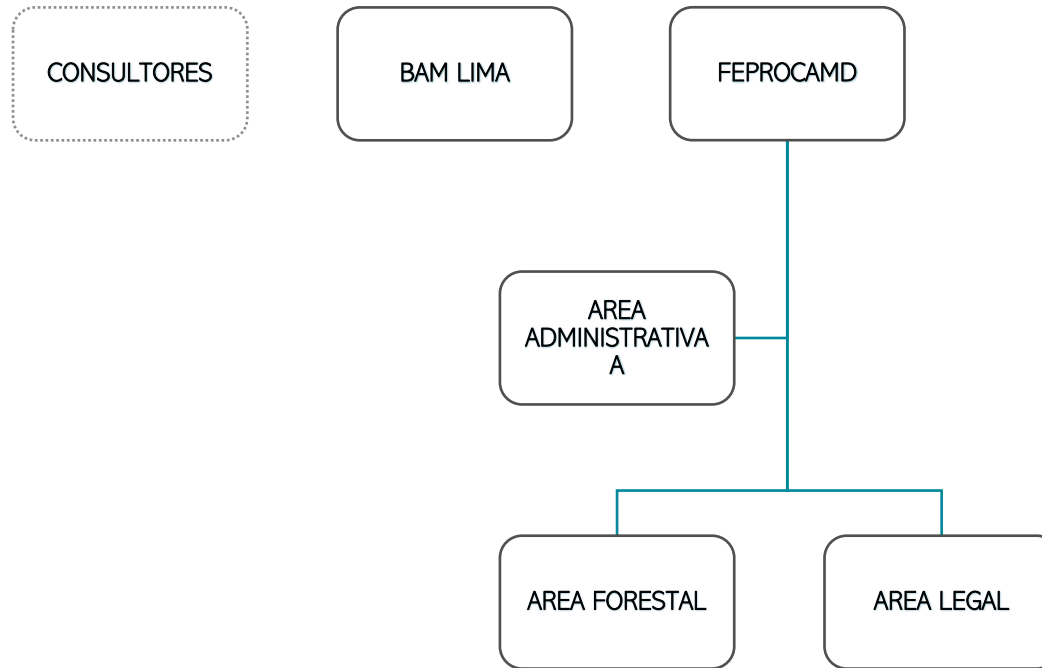 CONSULTORES
BAM LIMA
FEPROCAMD
AREA
ADMINISTRATIVA
A
AREA FORESTAL
AREA LEGAL